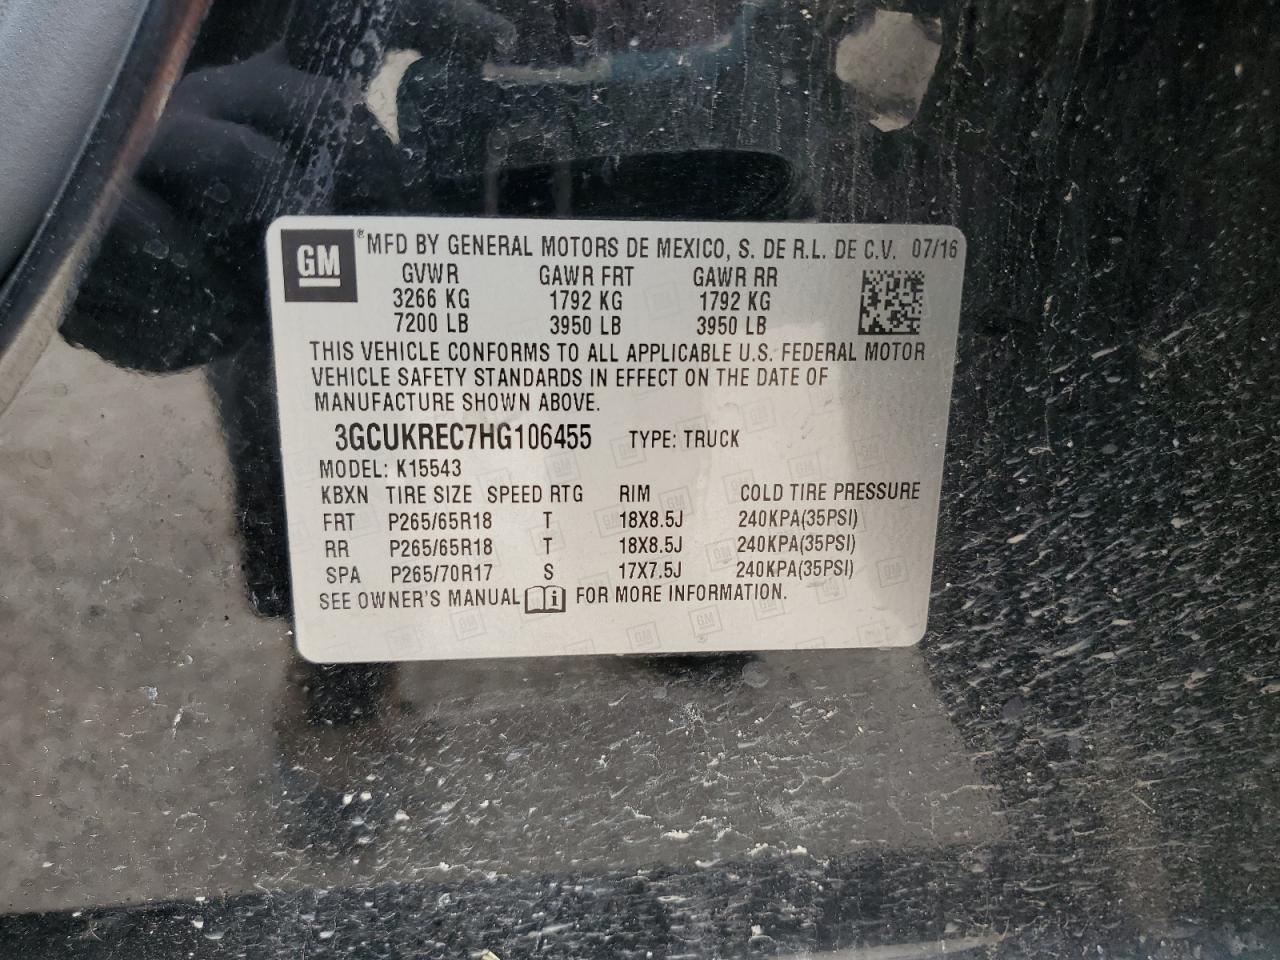 GM ® MFD BY GENERAL MOTORS DE MEXICO, S. DE R.L. DE C.V. 07/16
GVWR GAWR FRT GAWR RR
3266 KG 1792 KG 1792 KG
7200 LB 3950 LB 3950 LB
THIS VEHICLE CONFORMS TO ALL APPLICABLE U.S. FEDERAL MOTOR
VEHICLE SAFETY STANDARDS IN EFFECT ON THE DATE OF
MANUFACTURE SHOWN ABOVE.
3GCUKREC7HG106455 TYPE: TRUCK
MODEL: K15543
KBXN TIRE SIZE SPEED RTG RIM COLD TIRE PRESSURE
FRT P265/65R18 T 18X8.5J 240KPA(35PSI)
RR P265/65R18 T 18X8.5J 240KPA(35PSI)
SPA P265/70R17 S 17X7.5J 240KPA(35PSI)
SEE OWNER'S MANUAL i FOR MORE INFORMATION.